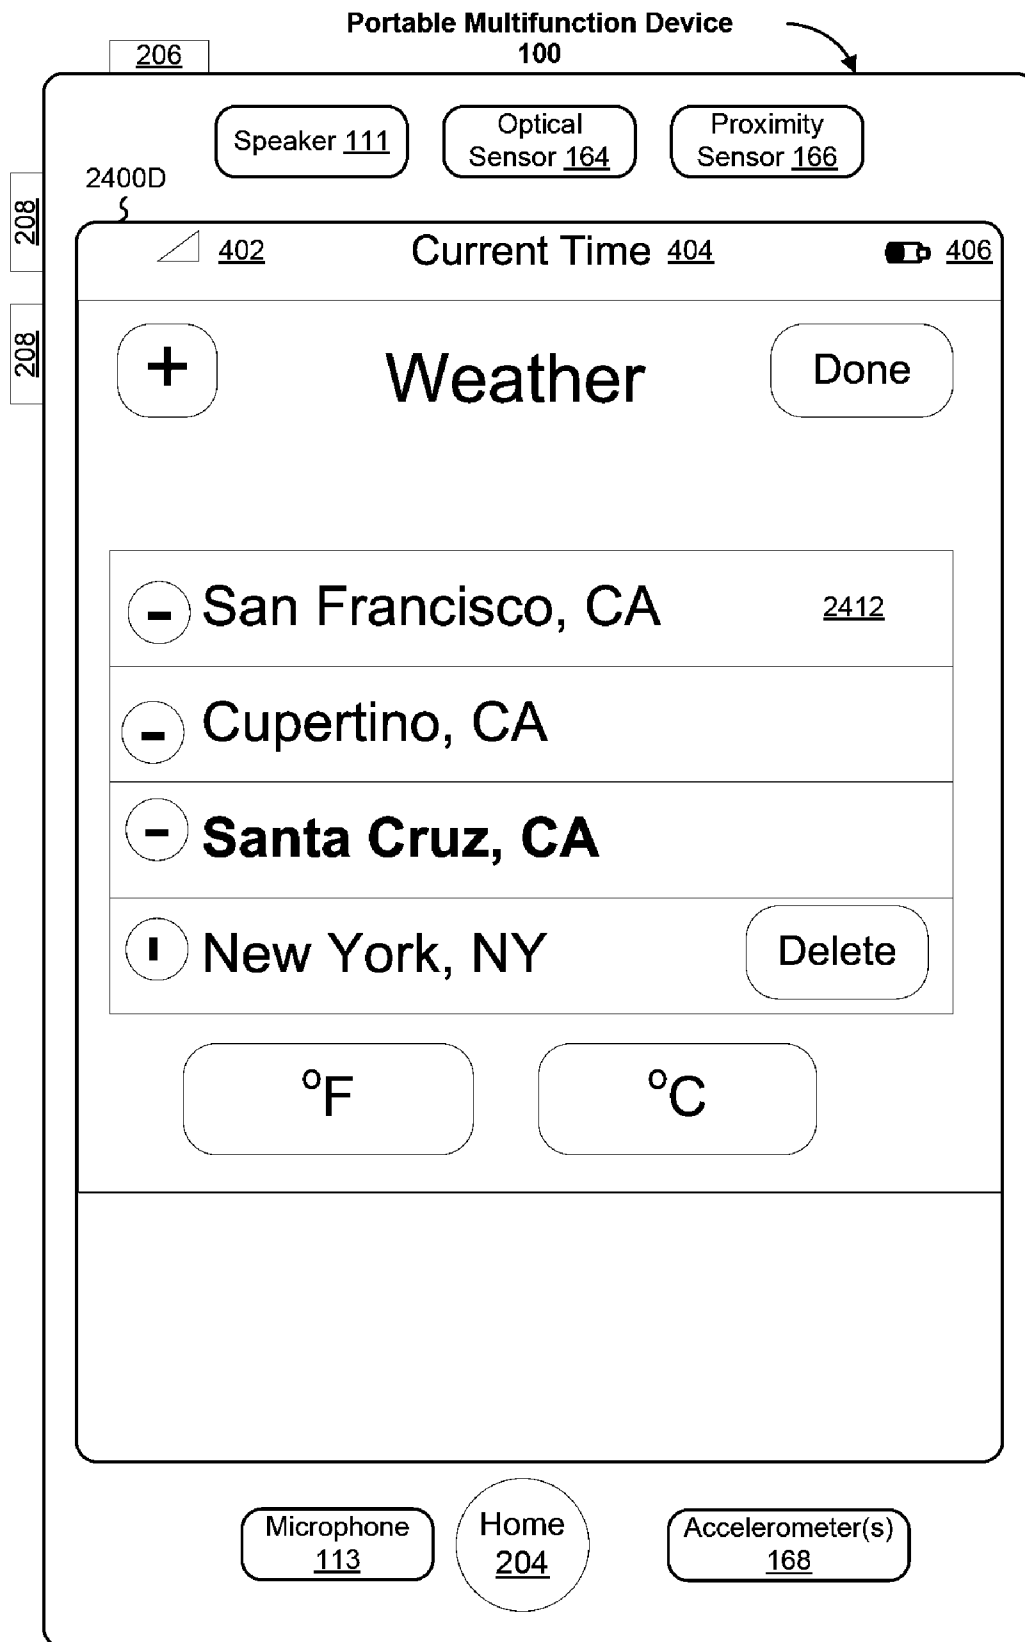 Portable Multifunction Device
100
206
Speaker 111
Optical
Sensor 164
Proximity
Sensor 166
2400D
208
208
402
Current Time 404
406
+
Weather
Done
- San Francisco, CA
2412
- Cupertino, CA
- Santa Cruz, CA
New York, NY
Delete
°F
°C
Microphone
113
Home
204
Accelerometer(s)
168